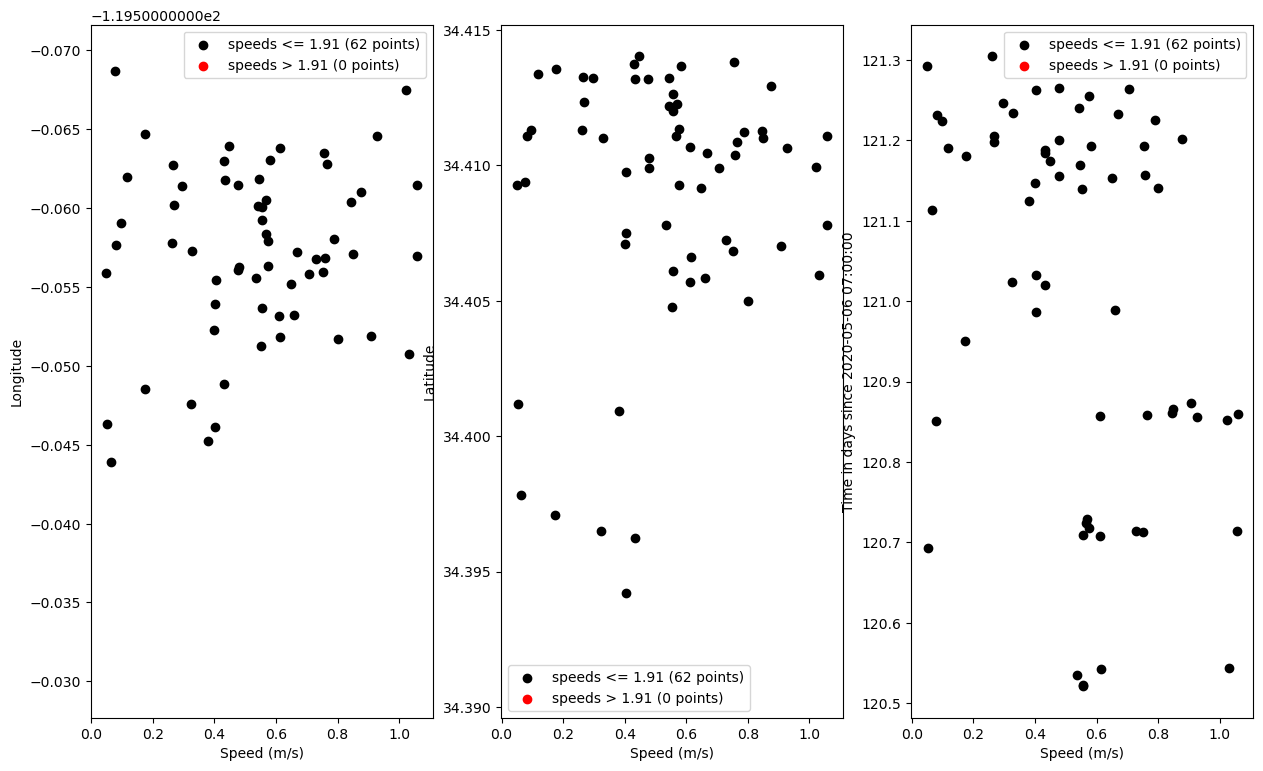 −1.1950000000e2
−0.070
−0.065
−0.060
−0.055
−0.050
−0.045
−0.040
−0.035
−0.030
Longitude
0.0 0.2 0.4 0.6 0.8 1.0
Speed (m/s)
speeds <= 1.91 (62 points)
speeds > 1.91 (0 points)
34.415
34.410
34.405
34.400
34.395
34.390
Latitude
0.0 0.2 0.4 0.6 0.8 1.0
Speed (m/s)
speeds <= 1.91 (62 points)
speeds > 1.91 (0 points)
121.3
121.2
121.1
121.0
120.9
120.8
120.7
120.6
120.5
Time in days since 2020-05-06 07:00:00
0.0 0.2 0.4 0.6 0.8 1.0
Speed (m/s)
speeds <= 1.91 (62 points)
speeds > 1.91 (0 points)